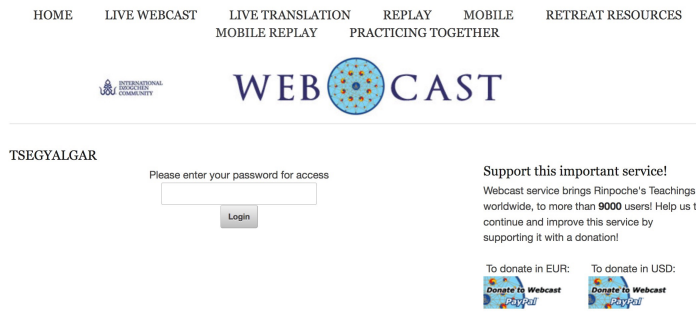 HOME LIVE WEBCAST LIVE TRANSLATION REPLAY MOBILE RETREAT RESOURCES
MOBILE REPLAY PRACTICING TOGETHER
INTERNATIONAL
DZOGCHEN
COMMUNITY
WEB CAST
TSEGYALGAR
Please enter your password for access
Login
Support this important service!
Webcast service brings Rinpoche's Teachings
worldwide, to more than 9000 users! Help us t
continue and improve this service by
supporting it with a donation!
To donate in EUR: To donate in USD:
Donate to Webcast Donate to Webcast
PayPal PayPal